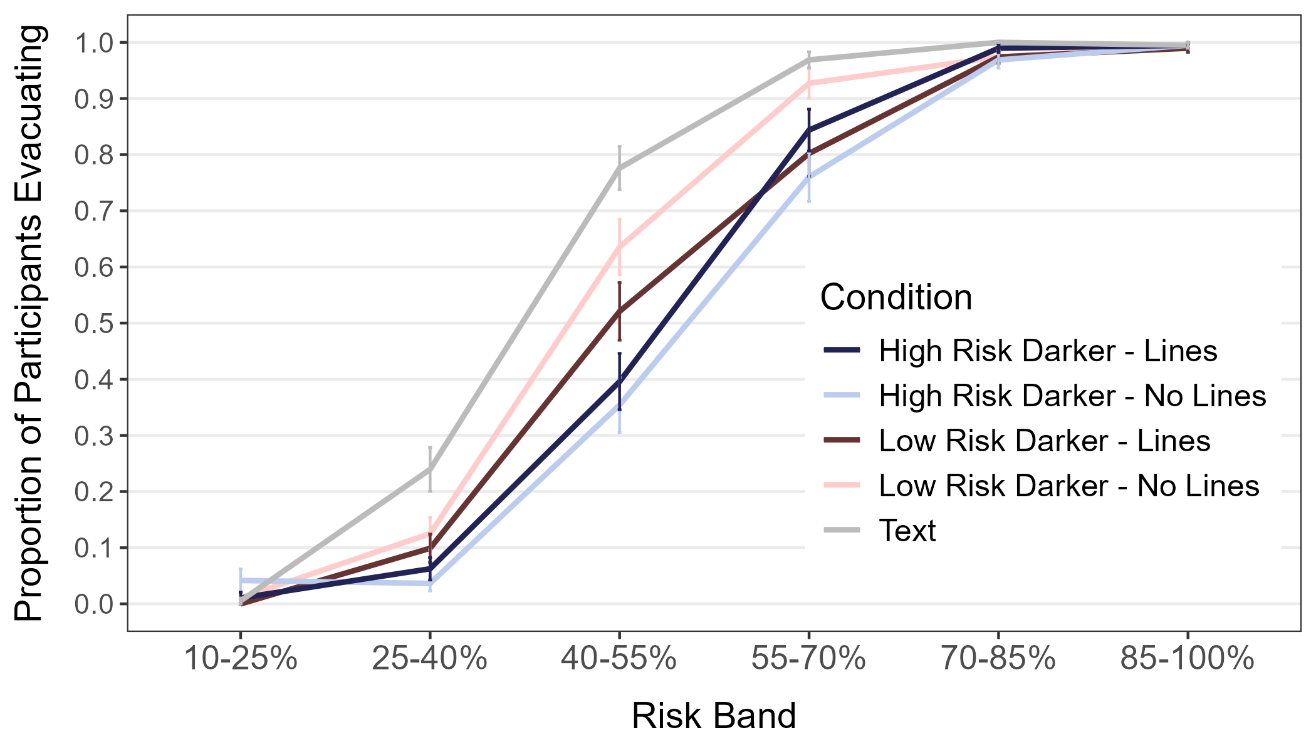 Proportion of Participants Evacuating
1.0
0.9
0.8
0.7
0.6
0.5
0.4
0.3
0.2
0.1
0.0
Condition
High Risk Darker - Lines
High Risk Darker - No Lines
Low Risk Darker - Lines
Low Risk Darker - No Lines
Text
10-25%
25-40%
40-55%
55-70%
70-85%
85-100%
Risk Band